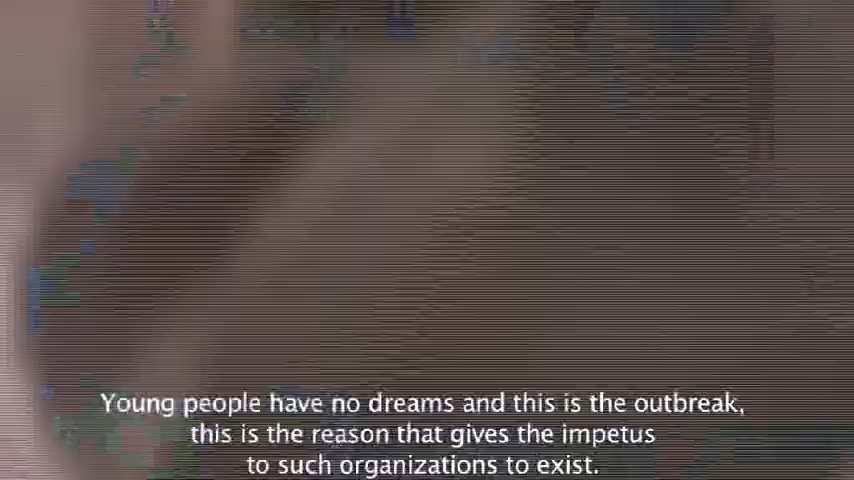 Young people have no dreams and this is the outbreak,
this is the reason that gives the impetus
to such organizations to exist.